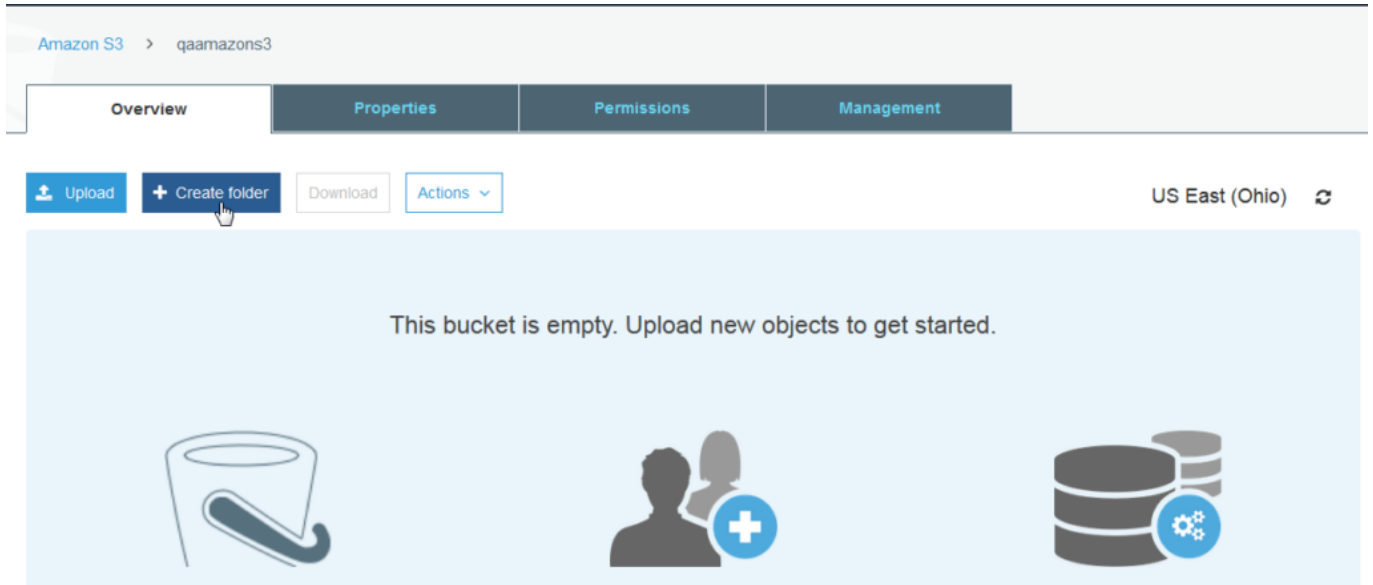 Amazon S3 > qaamazons3
Overview Properties Permissions Management
Upload + Create folder Download Actions US East (Ohio)
This bucket is empty. Upload new objects to get started.